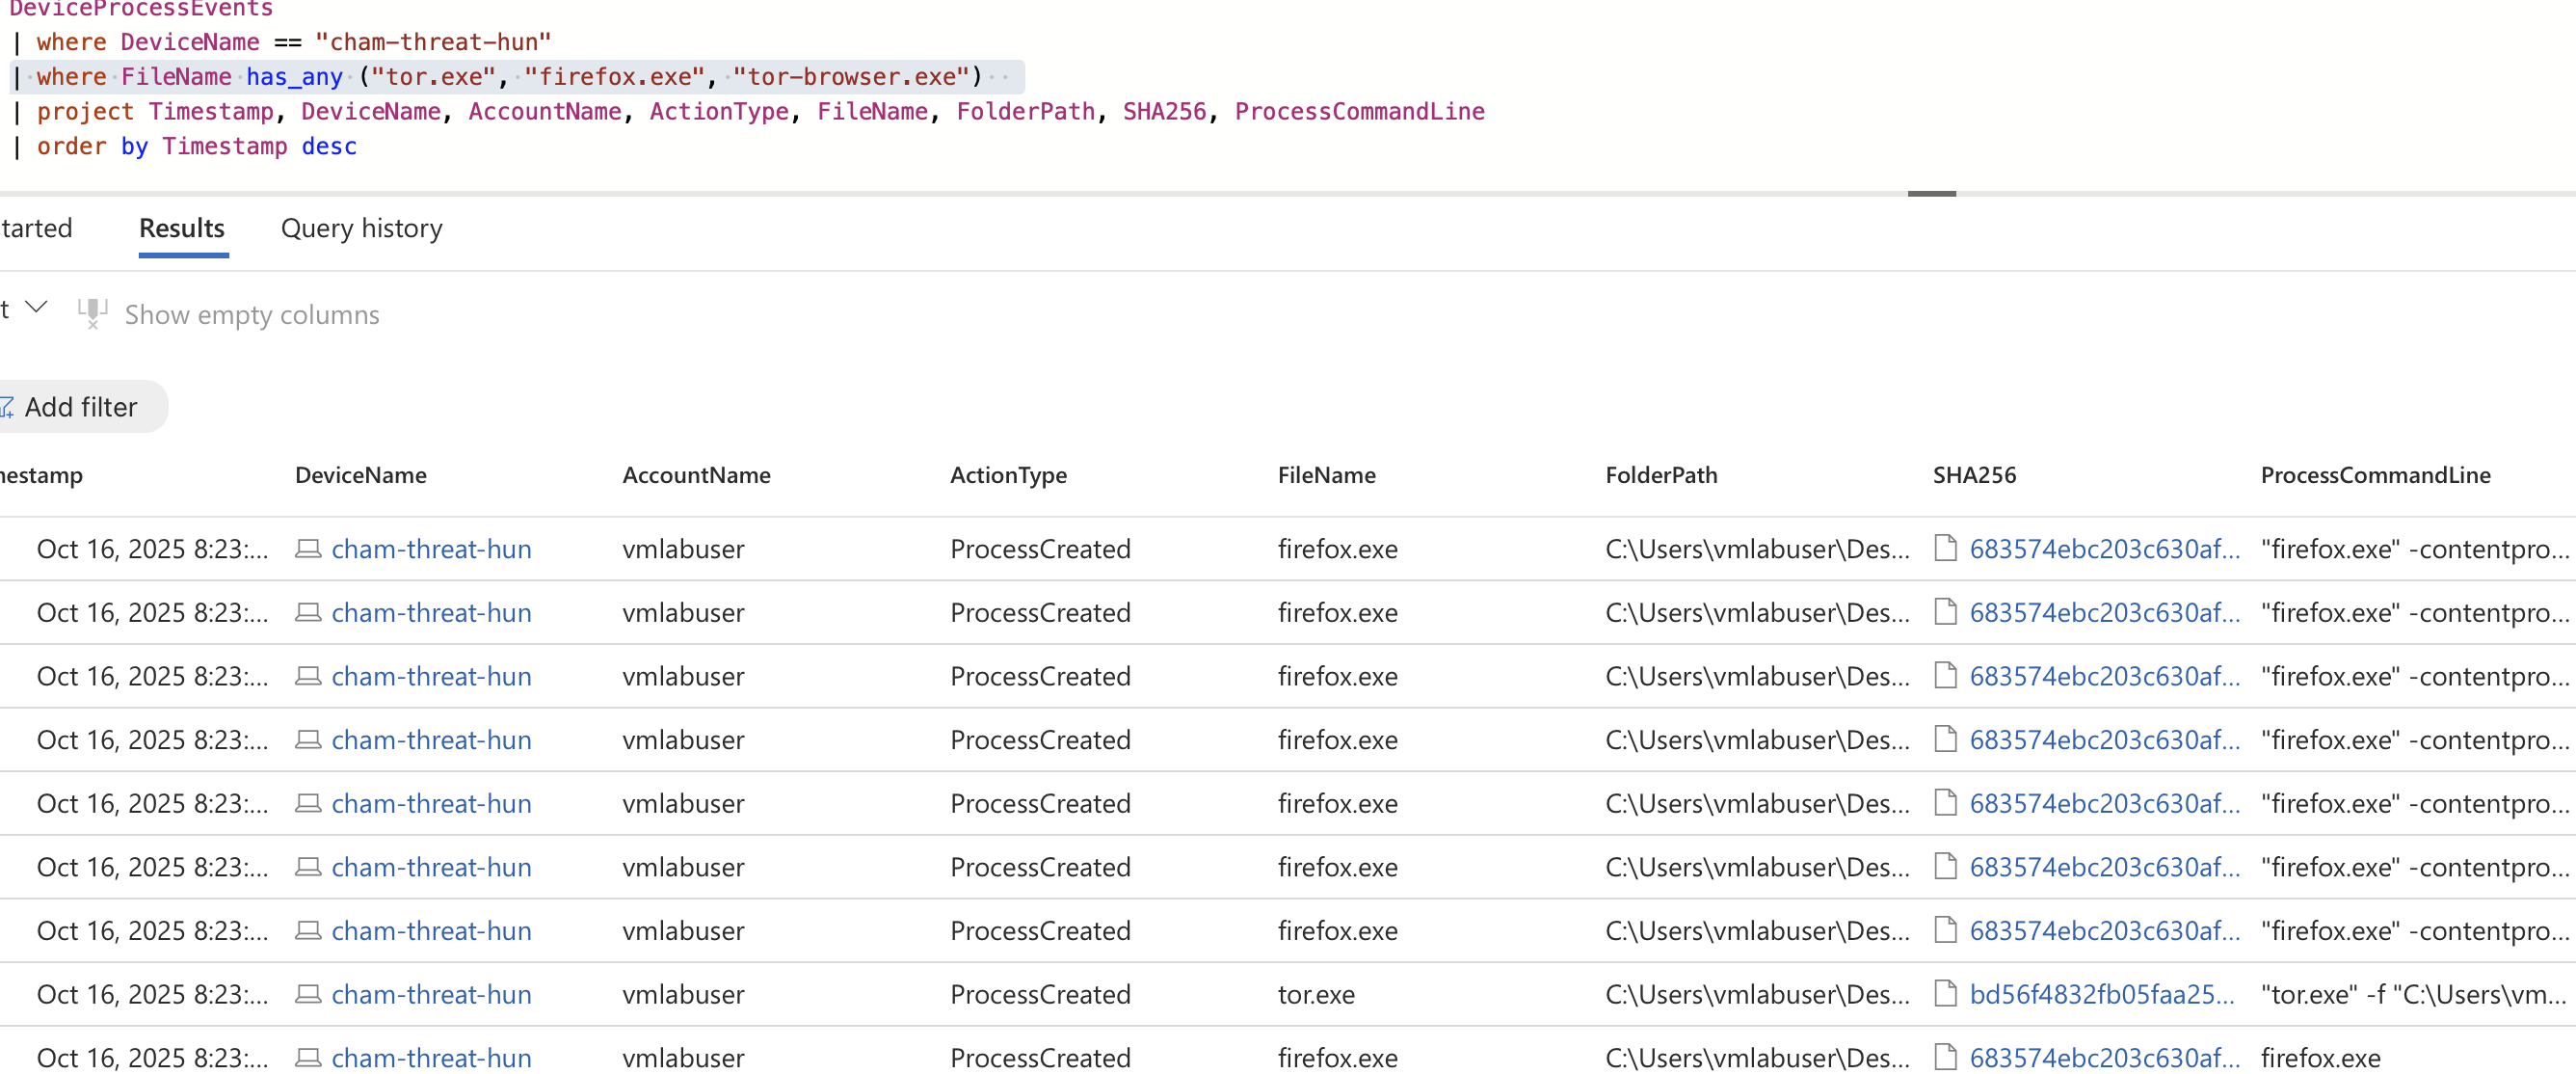 DeviceProcessEvents
| where DeviceName == "cham-threat-hun"
| where FileName has_any ("tor.exe", "firefox.exe", "tor-browser.exe")
| project Timestamp, DeviceName, AccountName, ActionType, FileName, FolderPath, SHA256, ProcessCommandLine
| order by Timestamp desc
tarted Results Query history
t Show empty columns
Add filter
nestamp DeviceName AccountName ActionType FileName FolderPath SHA256 ProcessCommandLine
Oct 16, 2025 8:23:... cham-threat-hun vmlabuser ProcessCreated firefox.exe C:\Users\vmlabuser\Des... 683574ebc203c630af... "firefox.exe" -contentpro...
Oct 16, 2025 8:23:... cham-threat-hun vmlabuser ProcessCreated firefox.exe C:\Users\vmlabuser\Des... 683574ebc203c630af... "firefox.exe" -contentpro...
Oct 16, 2025 8:23:... cham-threat-hun vmlabuser ProcessCreated firefox.exe C:\Users\vmlabuser\Des... 683574ebc203c630af... "firefox.exe" -contentpro...
Oct 16, 2025 8:23:... cham-threat-hun vmlabuser ProcessCreated firefox.exe C:\Users\vmlabuser\Des... 683574ebc203c630af... "firefox.exe" -contentpro...
Oct 16, 2025 8:23:... cham-threat-hun vmlabuser ProcessCreated firefox.exe C:\Users\vmlabuser\Des... 683574ebc203c630af... "firefox.exe" -contentpro...
Oct 16, 2025 8:23:... cham-threat-hun vmlabuser ProcessCreated firefox.exe C:\Users\vmlabuser\Des... 683574ebc203c630af... "firefox.exe" -contentpro...
Oct 16, 2025 8:23:... cham-threat-hun vmlabuser ProcessCreated firefox.exe C:\Users\vmlabuser\Des... 683574ebc203c630af... "firefox.exe" -contentpro...
Oct 16, 2025 8:23:... cham-threat-hun vmlabuser ProcessCreated tor.exe C:\Users\vmlabuser\Des... bd56f4832fb05faa25... "tor.exe" -f "C:\Users\vm...
Oct 16, 2025 8:23:... cham-threat-hun vmlabuser ProcessCreated firefox.exe C:\Users\vmlabuser\Des... 683574ebc203c630af... firefox.exe